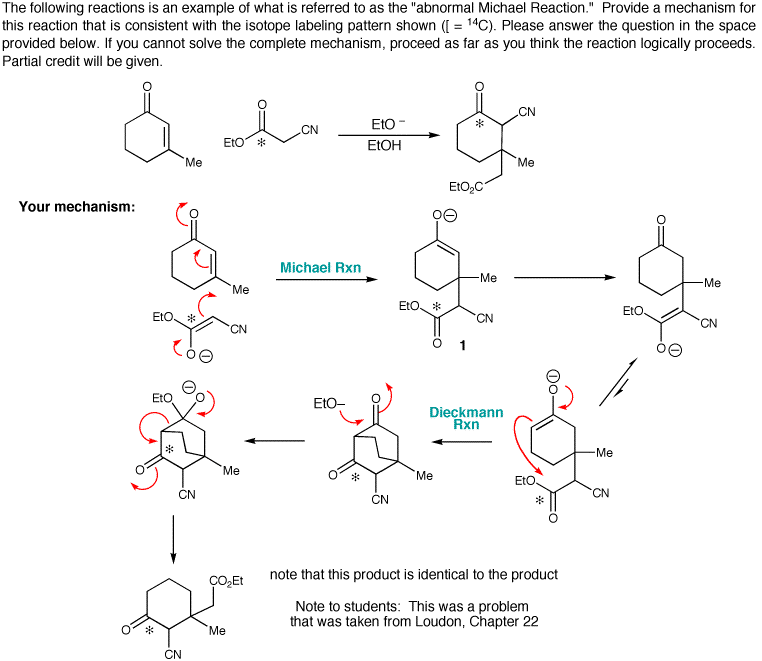 The following reactions is an example of what is referred to as the "abnormal Michael Reaction." Provide a mechanism for
this reaction that is consistent with the isotope labeling pattern shown ([ = ¹⁴C). Please answer the question in the space
provided below. If you cannot solve the complete mechanism, proceed as far as you think the reaction logically proceeds.
Partial credit will be given.
O
Me
O
EtO
*
CN
EtO⁻
EtOH
O
*
CN
Me
EtO₂C
Your mechanism:
O
Me
EtO
*
CN
O⊖
Michael Rxn
O⊖
Me
EtO
*
CN
O
1
O
Me
EtO
CN
O⊖
EtO
⊖
O
O
*
Me
CN
EtO–
O
O
*
Me
CN
Dieckmann
Rxn
⊖
O
Me
EtO
*
CN
O
CO₂Et
O
*
Me
CN
note that this product is identical to the product
Note to students: This was a problem
that was taken from Loudon, Chapter 22